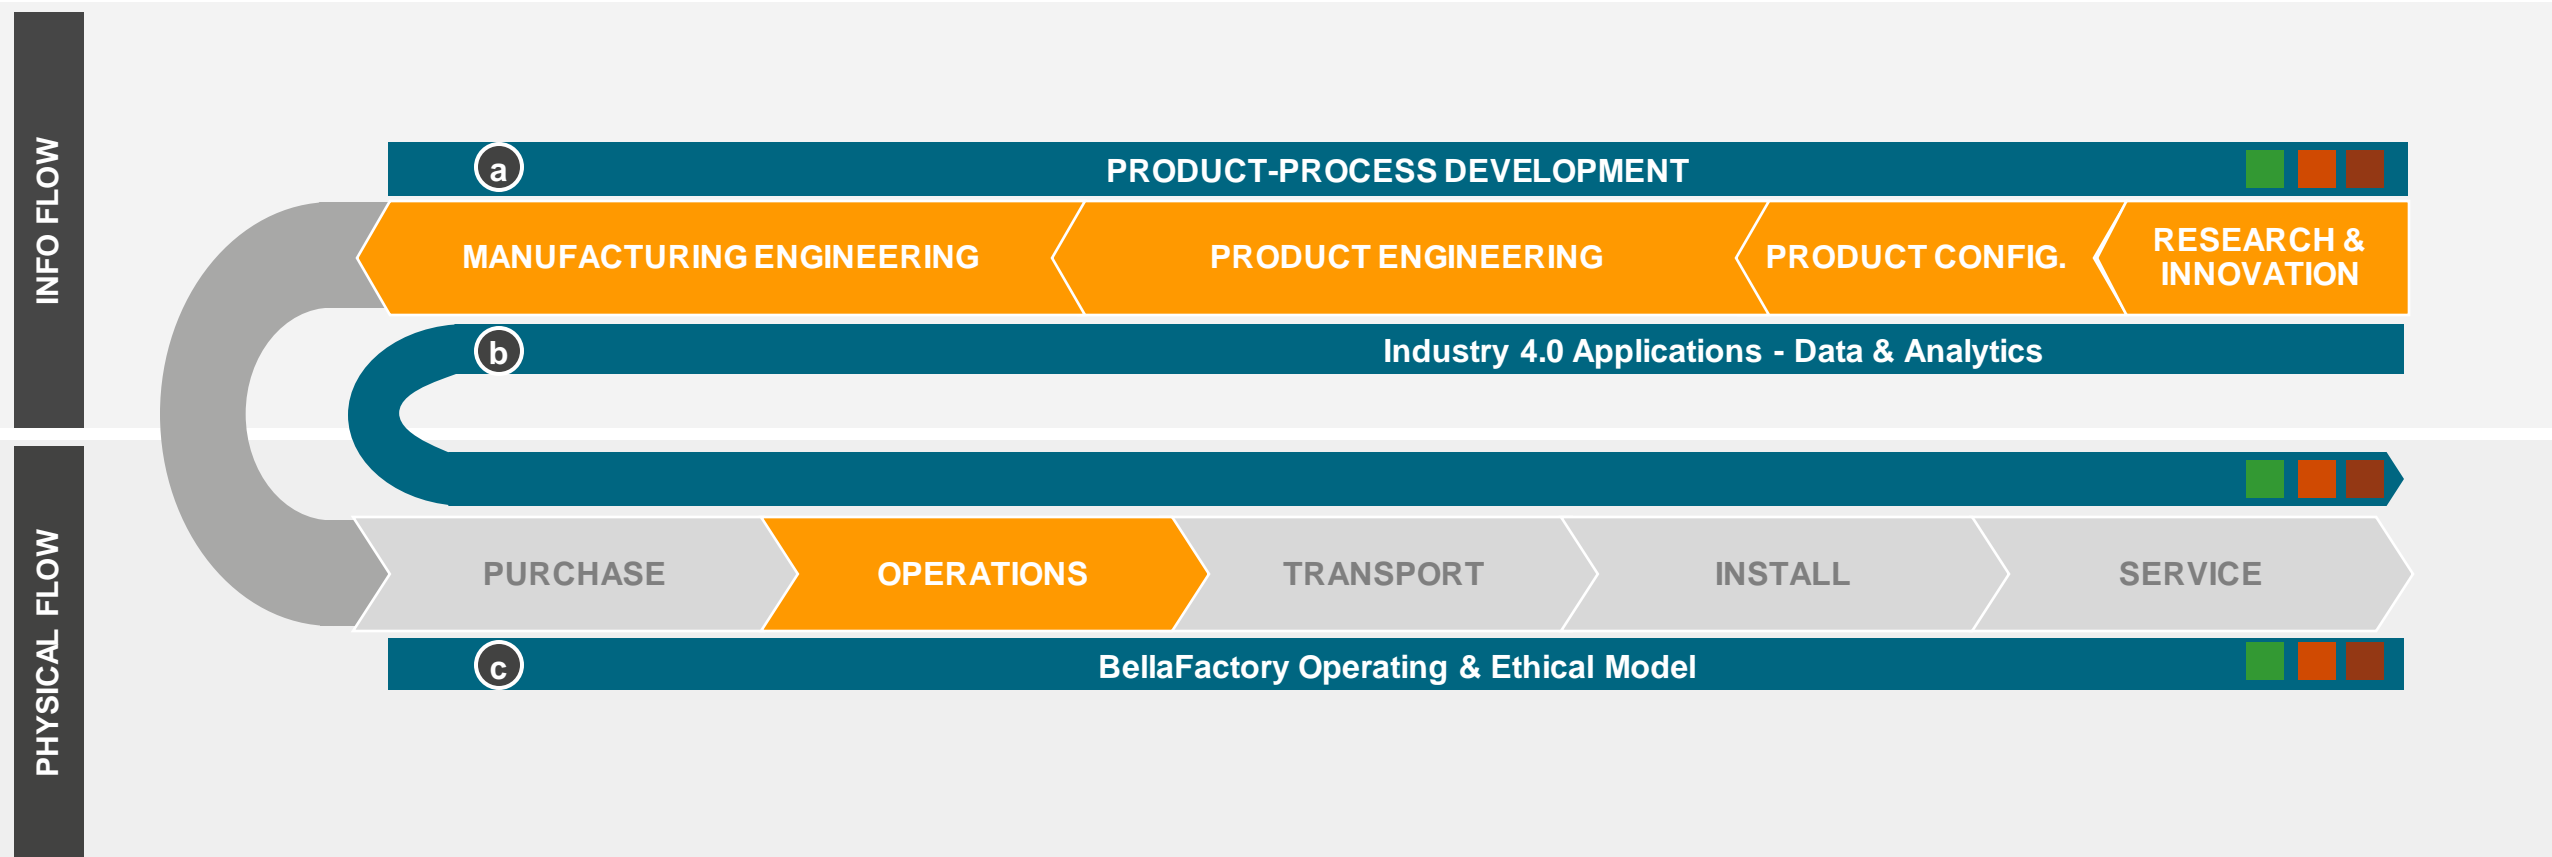 INFO FLOW
a
PRODUCT-PROCESS DEVELOPMENT
MANUFACTURING ENGINEERING
PRODUCT ENGINEERING
PRODUCT CONFIG.
RESEARCH &
INNOVATION
b
Industry 4.0 Applications - Data & Analytics
PHYSICAL FLOW
PURCHASE
OPERATIONS
TRANSPORT
INSTALL
SERVICE
c
BellaFactory Operating & Ethical Model